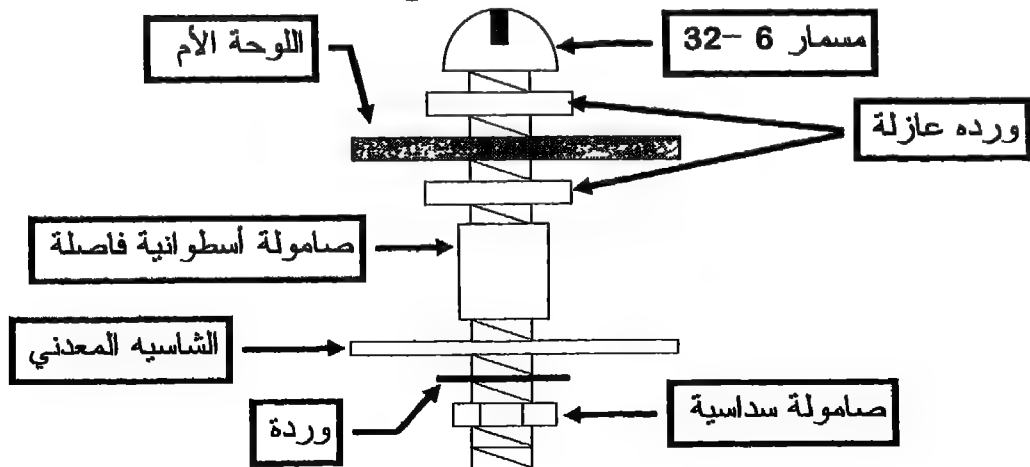 مسمار 6 –32
اللوحة الأم
ورده عازلة
صامولة أسطوانية فاصلة
الشاسيه المعدني
صامولة سداسية
وردة